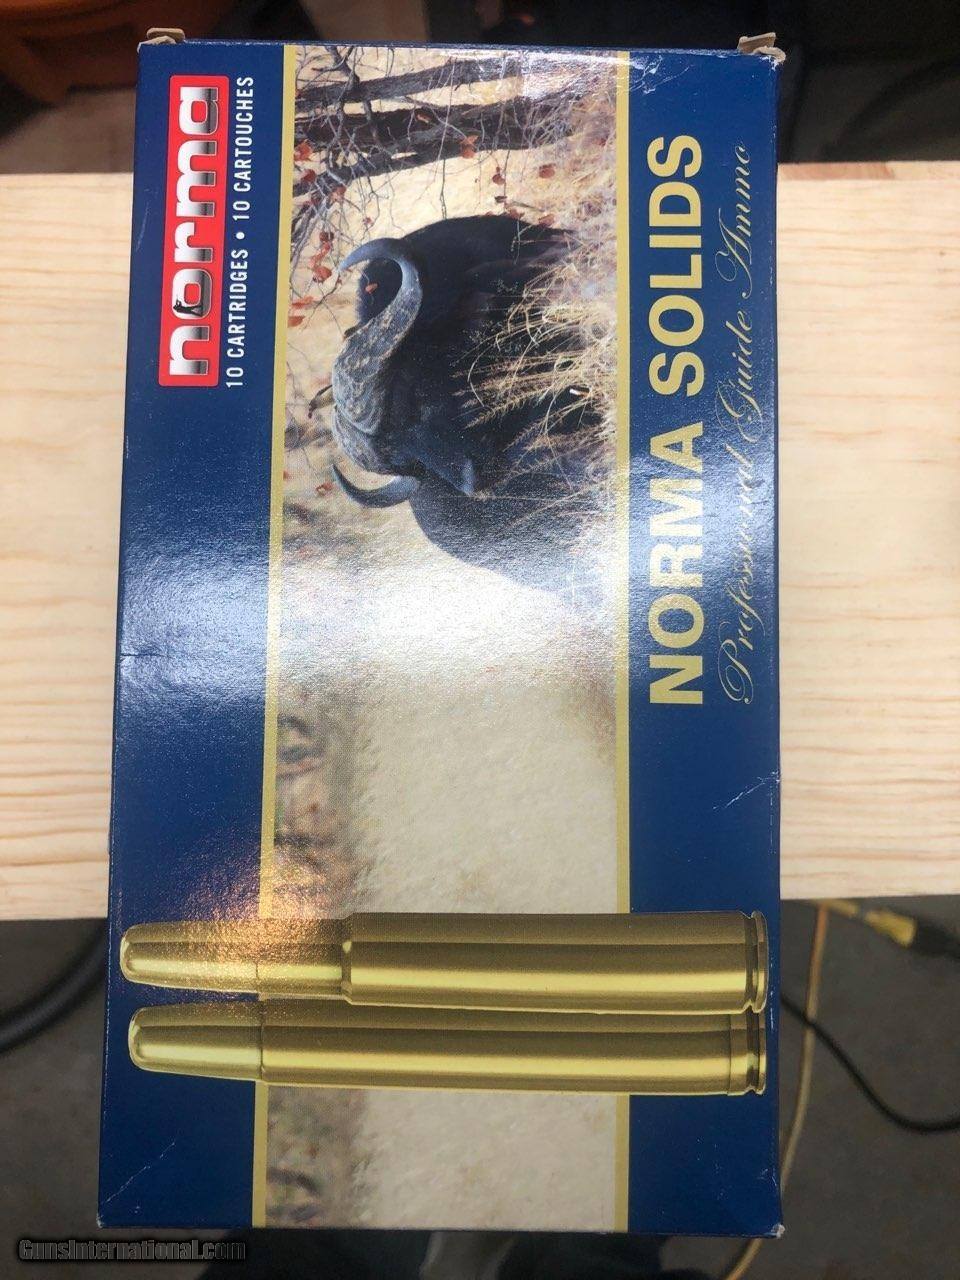 norma
10 CARTRIDGES • 10 CARTOUCHES
NORMA SOLIDS
Professional Guide Ammo
GunsInternational.com